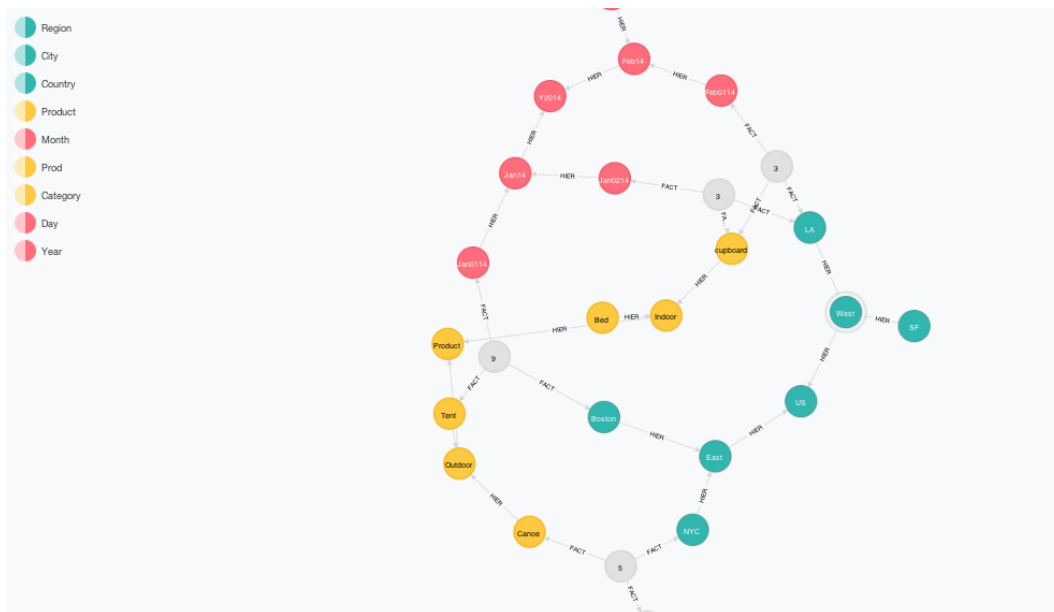 Region
City
Country
Product
Month
Prod
Category
Day
Year
HIER
Feb14
HIER
HIER
Y2014
Feb0114
HIER
FACT
Jan14
HIER
Jan0214
FACT
3
3
FACT
FACT
FA...
FACT
HIER
LA
cupboard
Jan0114
HIER
HIER
FACT
Bed
HIER
Indoor
West
HIER
SF
HIER
Product
9
HIER
FACT
FACT
US
Tent
Boston
HIER
HIER
East
Outdoor
HIER
HIER
Canoe
NYC
FACT
FACT
5
FACT